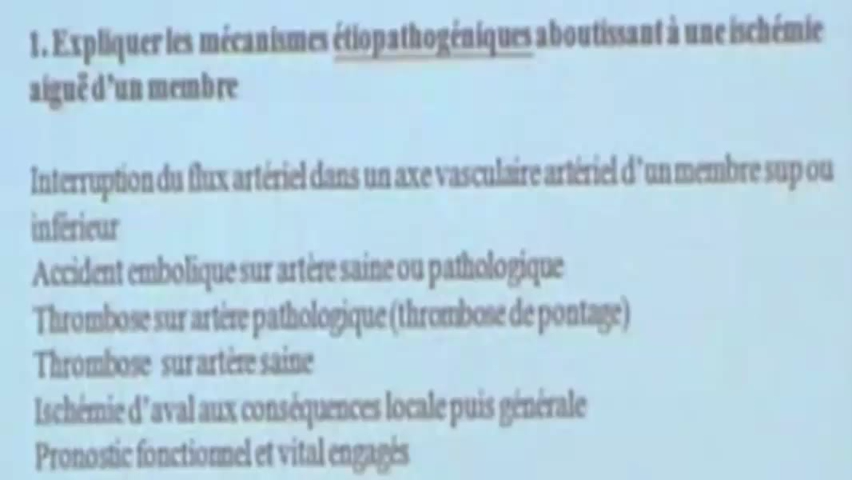 1. Expliquer les mécanismes étiopathogéniques aboutissant à une ischémie
aiguë d'un membre
Interruption du flux artériel dans un axe vasculaire artériel d'un membre sup ou
inférieur
Accident embolique sur artère saine ou pathologique
Thrombose sur artère pathologique (thrombose de pontage)
Thrombose sur artère saine
Ischémie d'aval aux conséquences locale puis générale
Pronostic fonctionnel et vital engagés